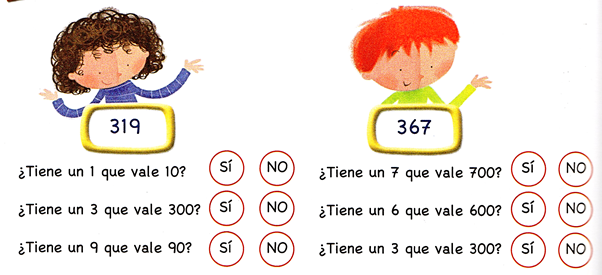 319
¿Tiene un 1 que vale 10? SÍ NO
¿Tiene un 3 que vale 300? SÍ NO
¿Tiene un 9 que vale 90? SÍ NO
367
¿Tiene un 7 que vale 700? SÍ NO
¿Tiene un 6 que vale 600? SÍ NO
¿Tiene un 3 que vale 300? SÍ NO